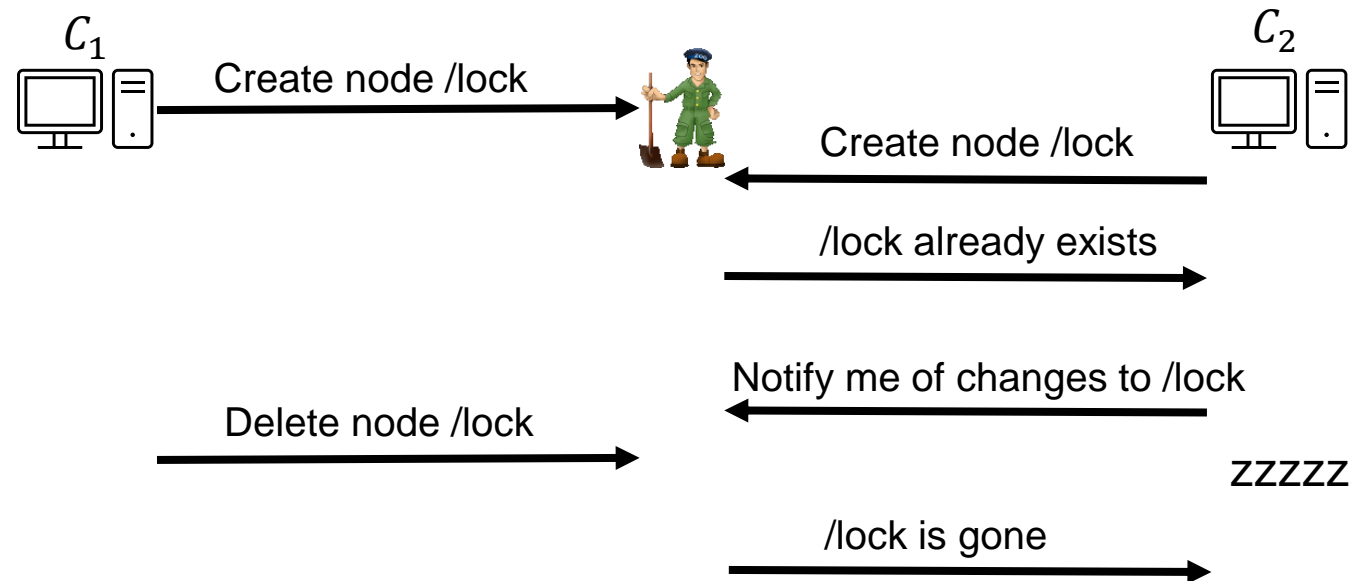 C₁
C₂
Create node /lock
Create node /lock
/lock already exists
Notify me of changes to /lock
Delete node /lock
zzzzz
/lock is gone